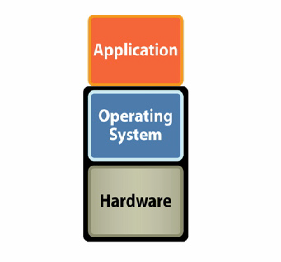 Application
Operating
System
Hardware